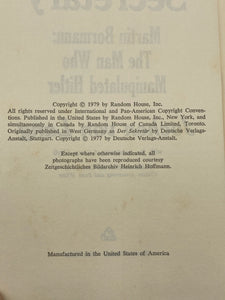 Secretary
Martin Bormann:
The Man Who
Manipulated Hitler
Copyright © 1979 by Random House, Inc.
All rights reserved under International and Pan-American Copyright Conven-
tions. Published in the United States by Random House, Inc., New York, and
simultaneously in Canada by Random House of Canada Limited, Toronto.
Originally published in West Germany as Der Sekretär by Deutsche Verlags-
Anstalt, Stuttgart. Copyright © 1977 by Deutsche Verlags-Anstalt.
Except where otherwise indicated, all
photographs have been reproduced courtesy
Zeitgeschichtliches Bildarchiv Heinrich Hoffmann.
Manufactured in the United States of America